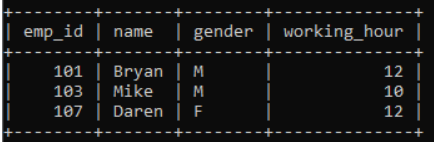 +--------+-------+--------+--------------+
| emp_id | name | gender | working_hour |
+--------+-------+--------+--------------+
| 101 | Bryan | M | 12 |
| 103 | Mike | M | 10 |
| 107 | Daren | F | 12 |
+--------+-------+--------+--------------+